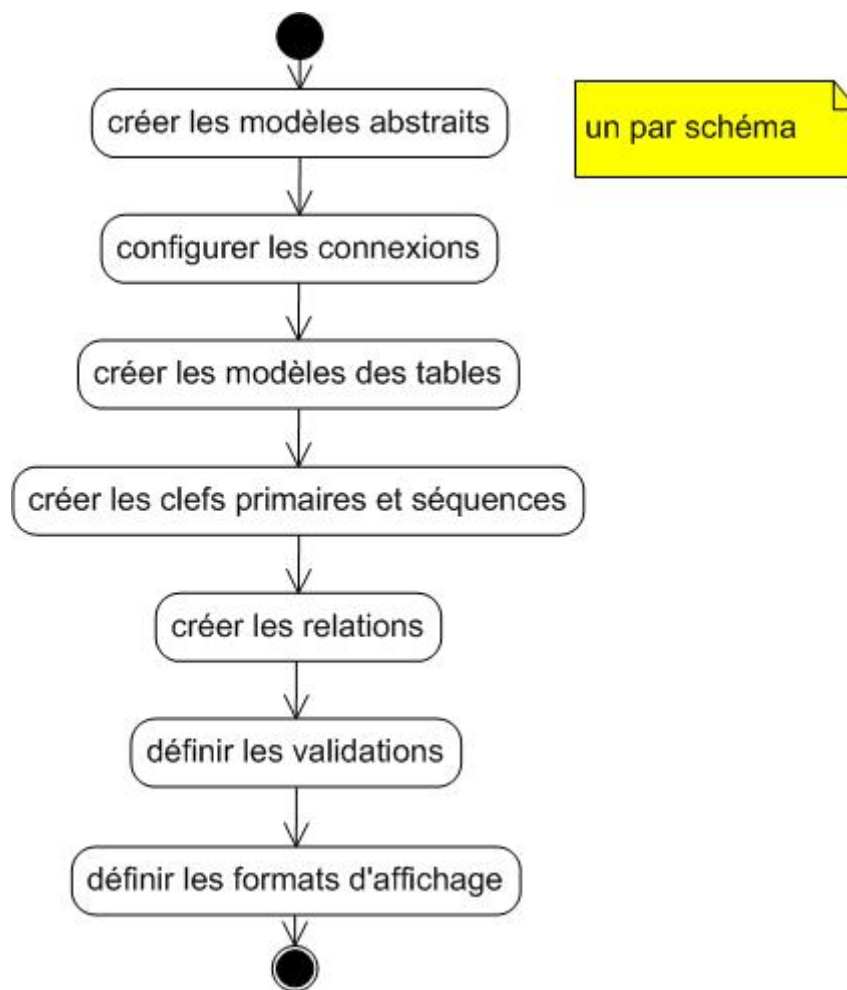 créer les modèles abstraits
un par schéma
configurer les connexions
créer les modèles des tables
créer les clefs primaires et séquences
créer les relations
définir les validations
définir les formats d'affichage